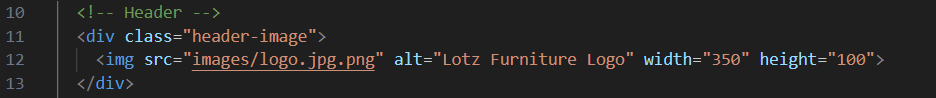 10 <!-- Header -->
11 <div class="header-image">
12 <img src="images/logo.jpg.png" alt="Lotz Furniture Logo" width="350" height="100">
13 </div>